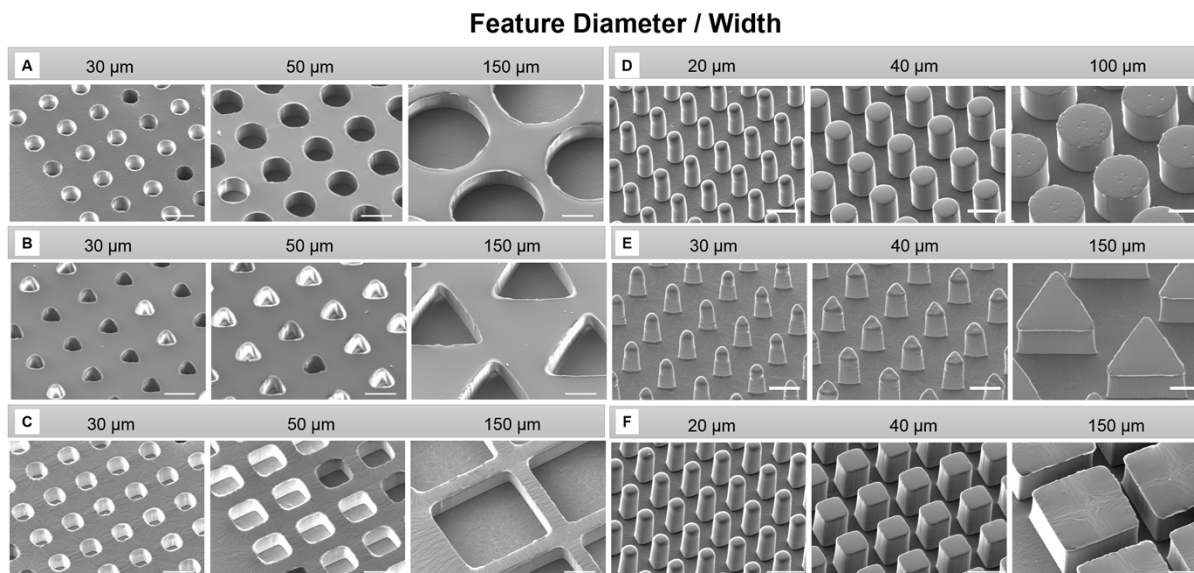 Feature Diameter / Width
A 30 µm 50 µm 150 µm
D 20 µm 40 µm 100 µm
B 30 µm 50 µm 150 µm
E 30 µm 40 µm 150 µm
C 30 µm 50 µm 150 µm
F 20 µm 40 µm 150 µm